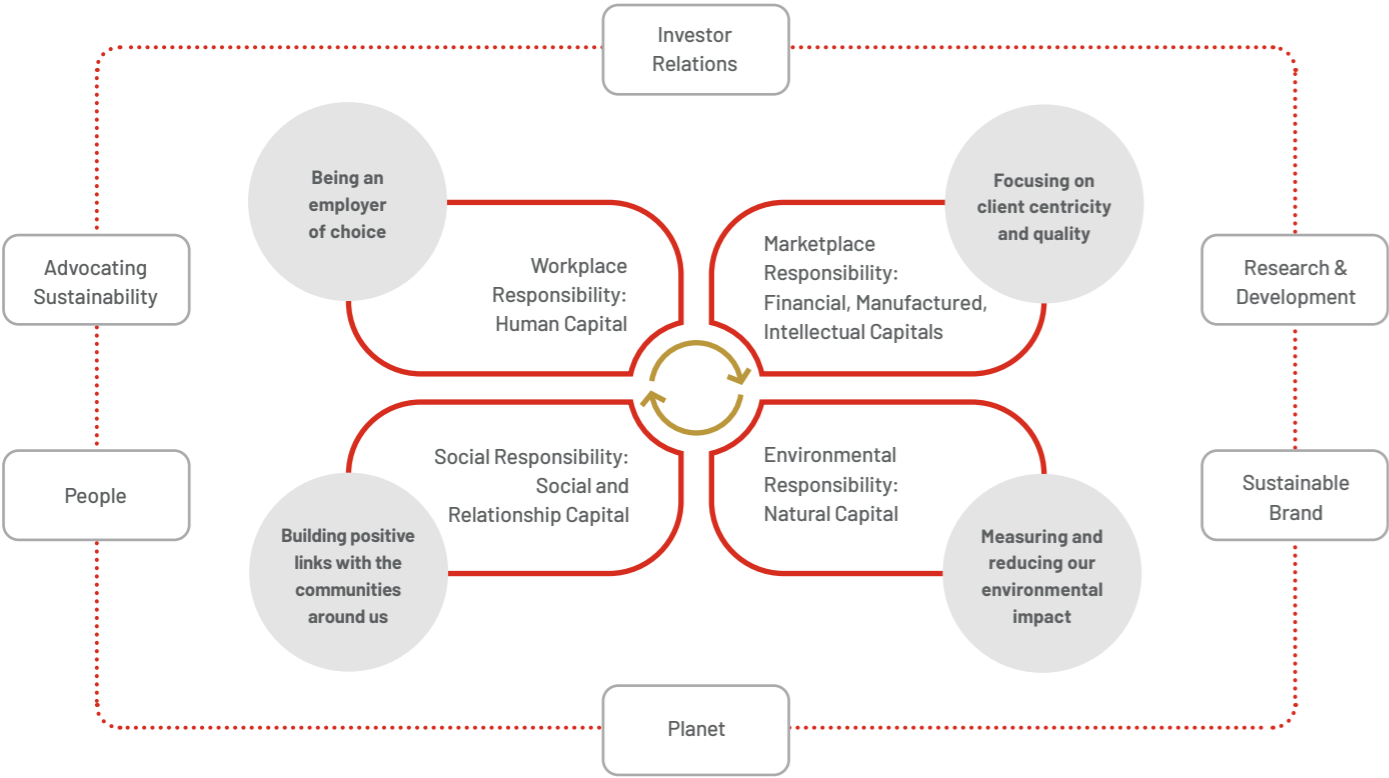 Investor
Relations
Being an
employer
of choice
Focusing on
client centricity
and quality
Workplace
Responsibility:
Human Capital
Marketplace
Responsibility:
Financial, Manufactured,
Intellectual Capitals
Advocating
Sustainability
Research &
Development
People
Social Responsibility:
Social and
Relationship Capital
Environmental
Responsibility:
Natural Capital
Sustainable
Brand
Building positive
links with the
communities
around us
Measuring and
reducing our
environmental
impact
Planet